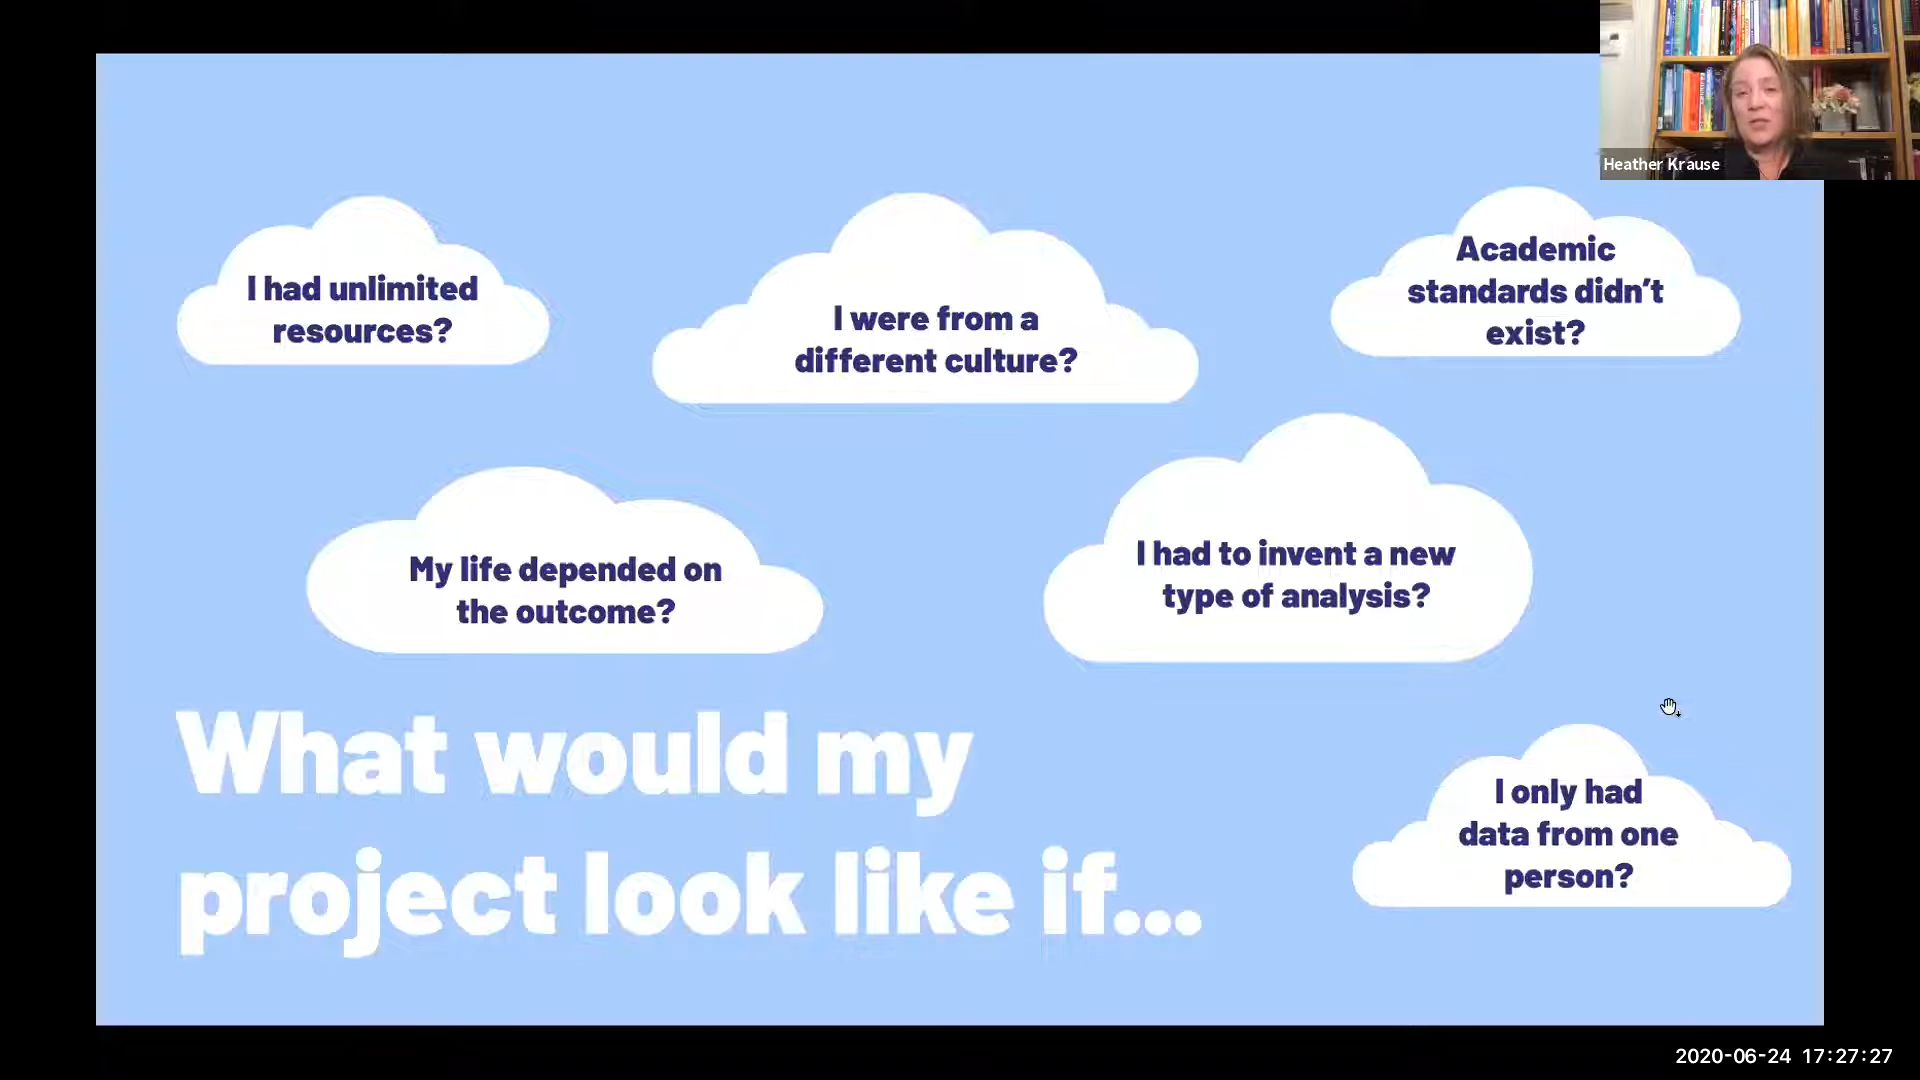 Heather Krause
I had unlimited
resources?
I were from a
different culture?
Academic
standards didn’t
exist?
My life depended on
the outcome?
I had to invent a new
type of analysis?
What would my
project look like if...
I only had
data from one
person?
2020-06-24 17:27:27